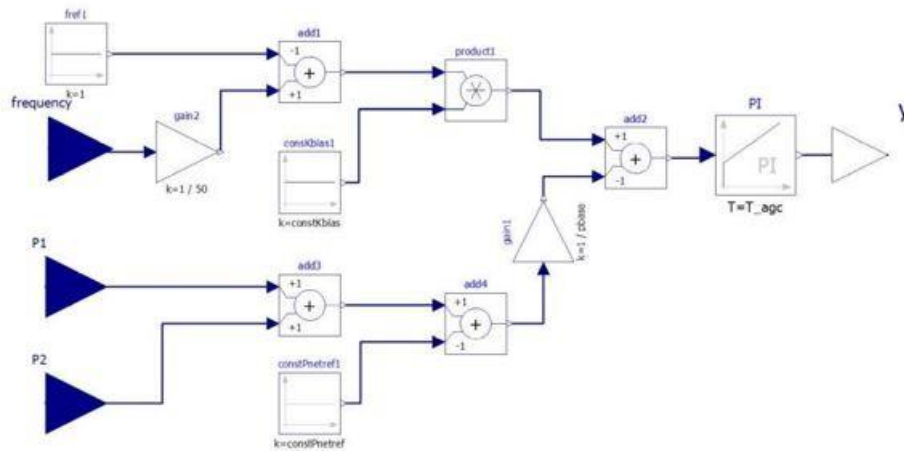 fref1
k=1
frequency
gain2
k=1 / 50
add1
-1
+
+1
consKbias1
k=constKbias
product1
add2
+1
+
-1
PI
PI
T=T_agc
y
gain1
k=1 / pbase
P1
P2
add3
+1
+
+1
add4
+1
+
-1
constPnetref1
k=constPnetref